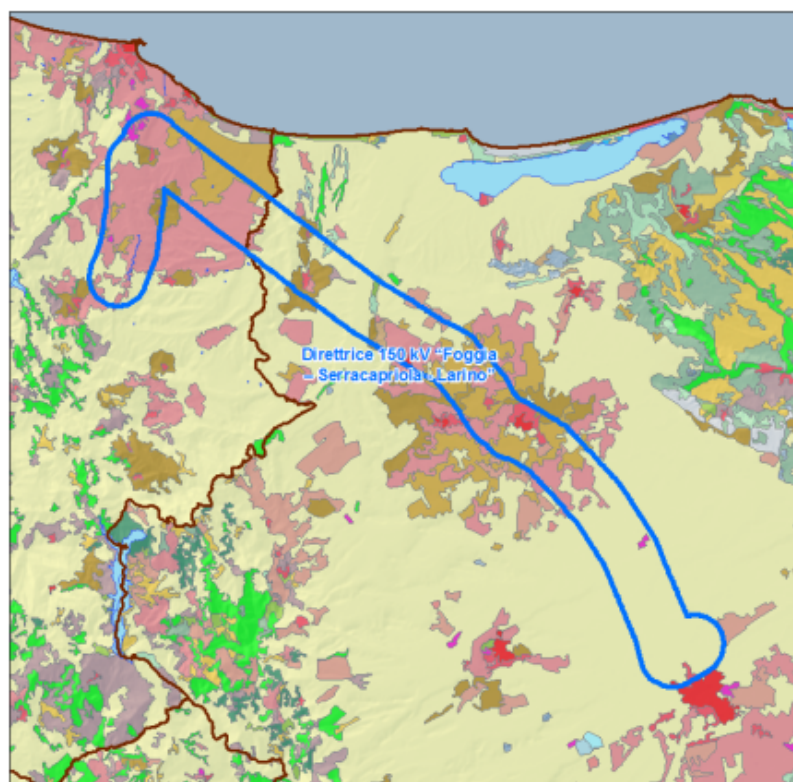 Direttrice 150 kV "Foggia
– Serracapriola - Larino"